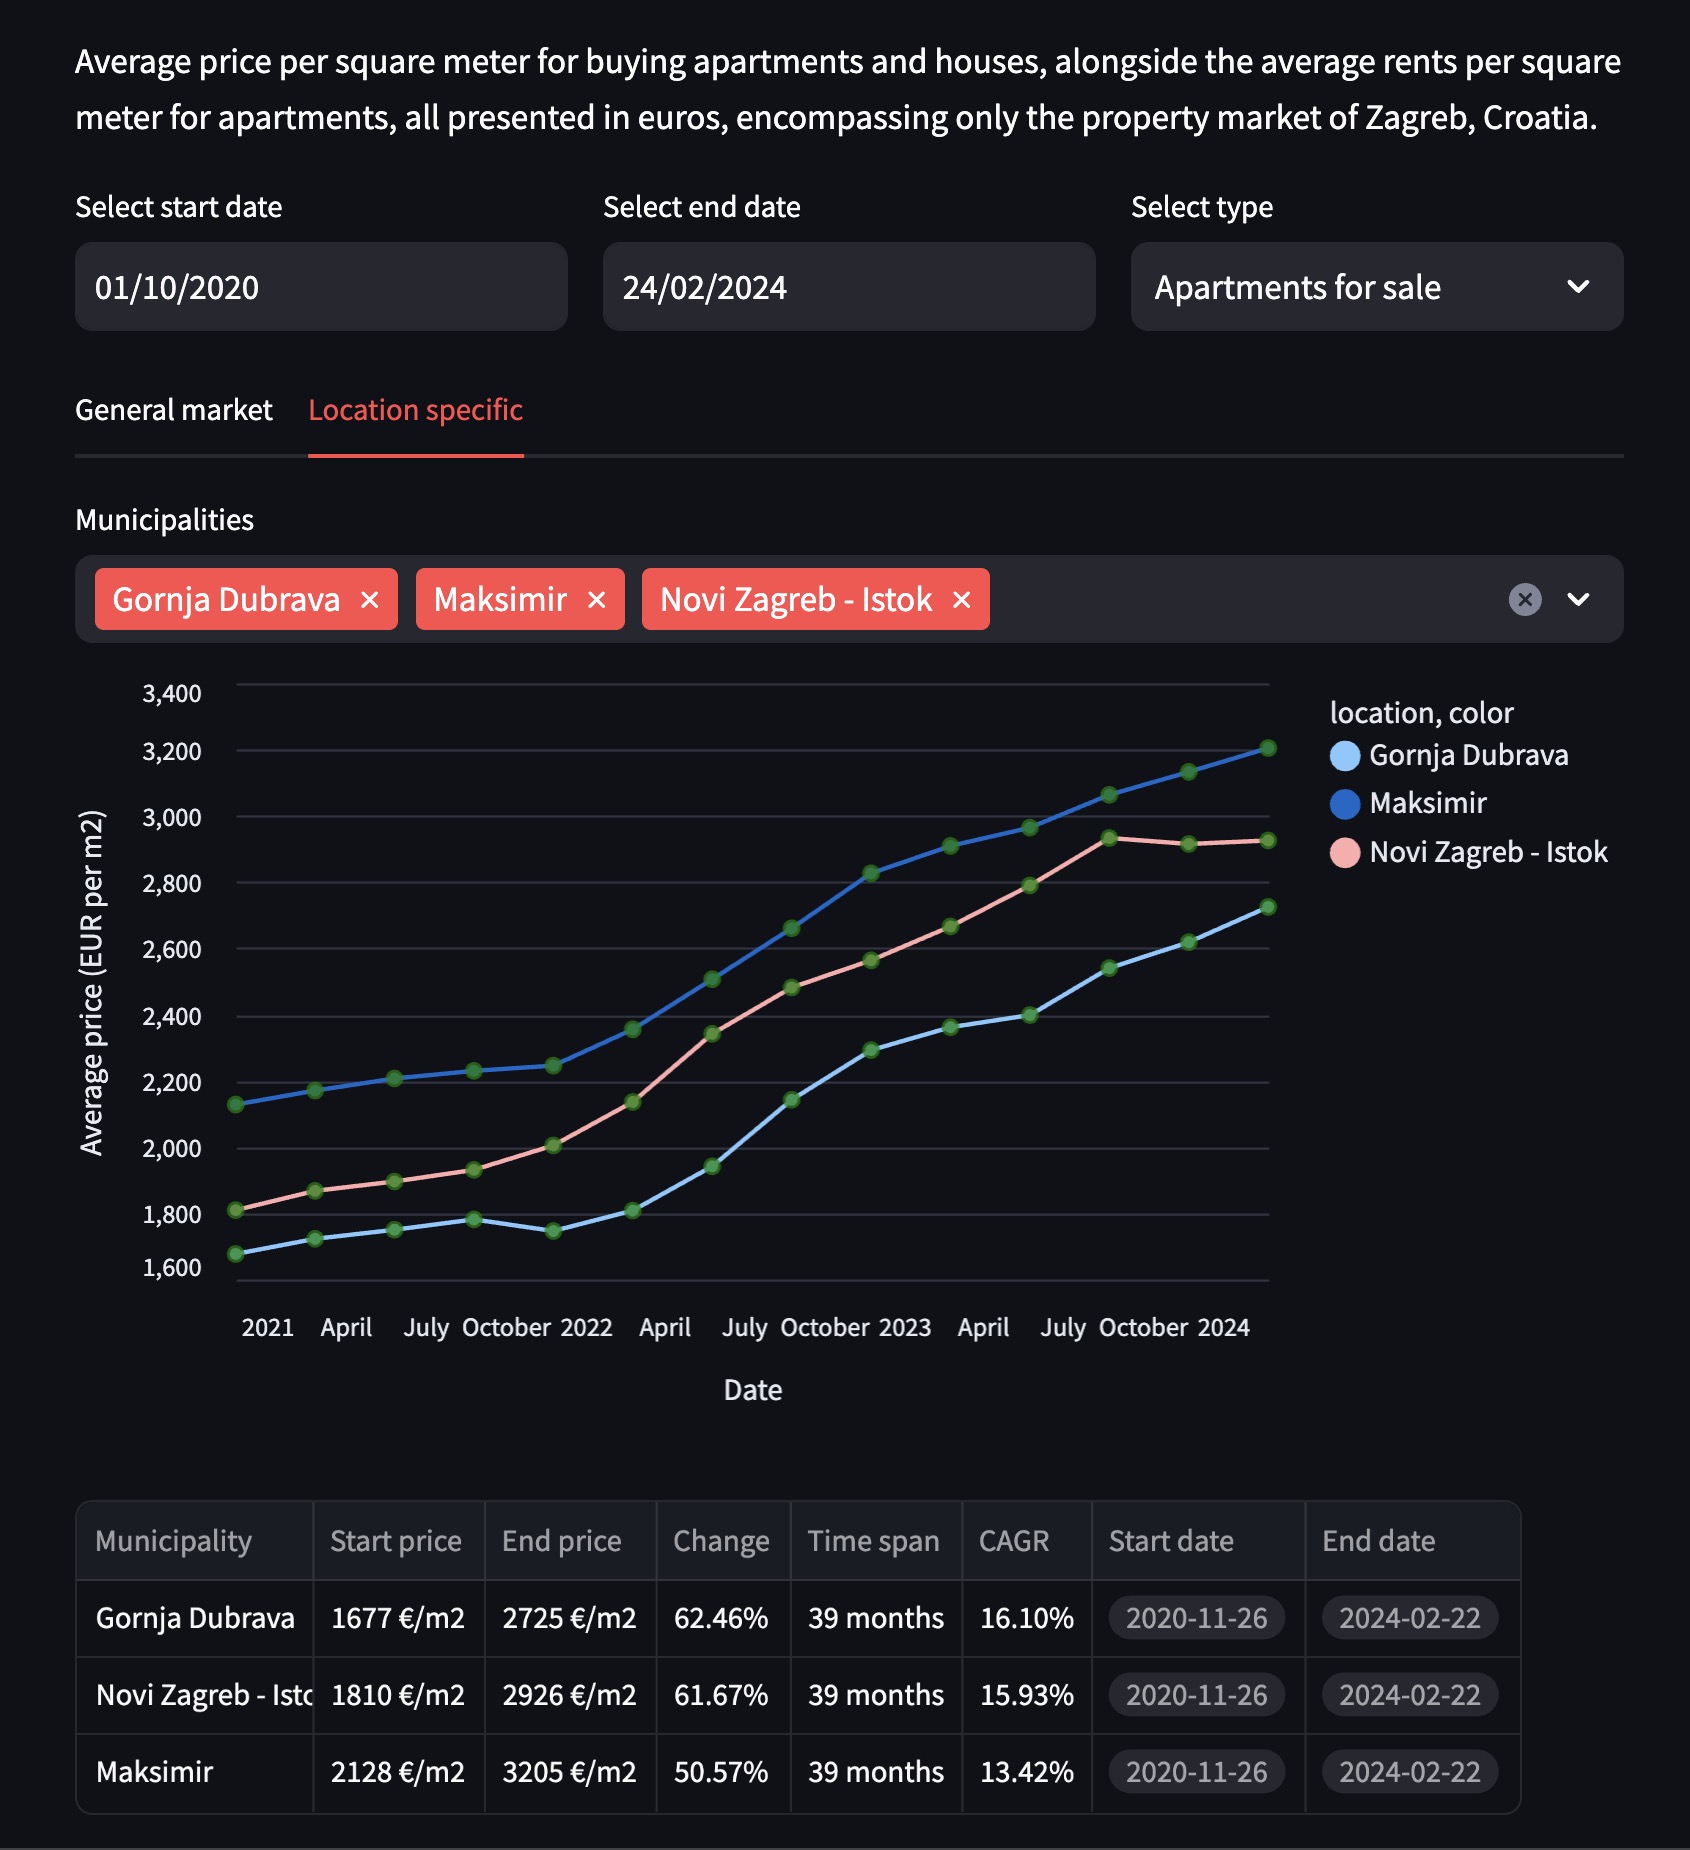 Average price per square meter for buying apartments and houses, alongside the average rents per square
meter for apartments, all presented in euros, encompassing only the property market of Zagreb, Croatia.
Select start date
Select end date
Select type
01/10/2020
24/02/2024
Apartments for sale
General market
Location specific
Municipalities
Gornja Dubrava
Maksimir
Novi Zagreb - Istok
3,400
3,200
3,000
2,800
2,600
2,400
2,200
2,000
1,800
1,600
Average price (EUR per m2)
2021 April July October 2022 April July October 2023 April July October 2024
Date
location, color
Gornja Dubrava
Maksimir
Novi Zagreb - Istok
Municipality Start price End price Change Time span CAGR Start date End date
Gornja Dubrava 1677 €/m2 2725 €/m2 62.46% 39 months 16.10% 2020-11-26 2024-02-22
Novi Zagreb - Isto 1810 €/m2 2926 €/m2 61.67% 39 months 15.93% 2020-11-26 2024-02-22
Maksimir 2128 €/m2 3205 €/m2 50.57% 39 months 13.42% 2020-11-26 2024-02-22